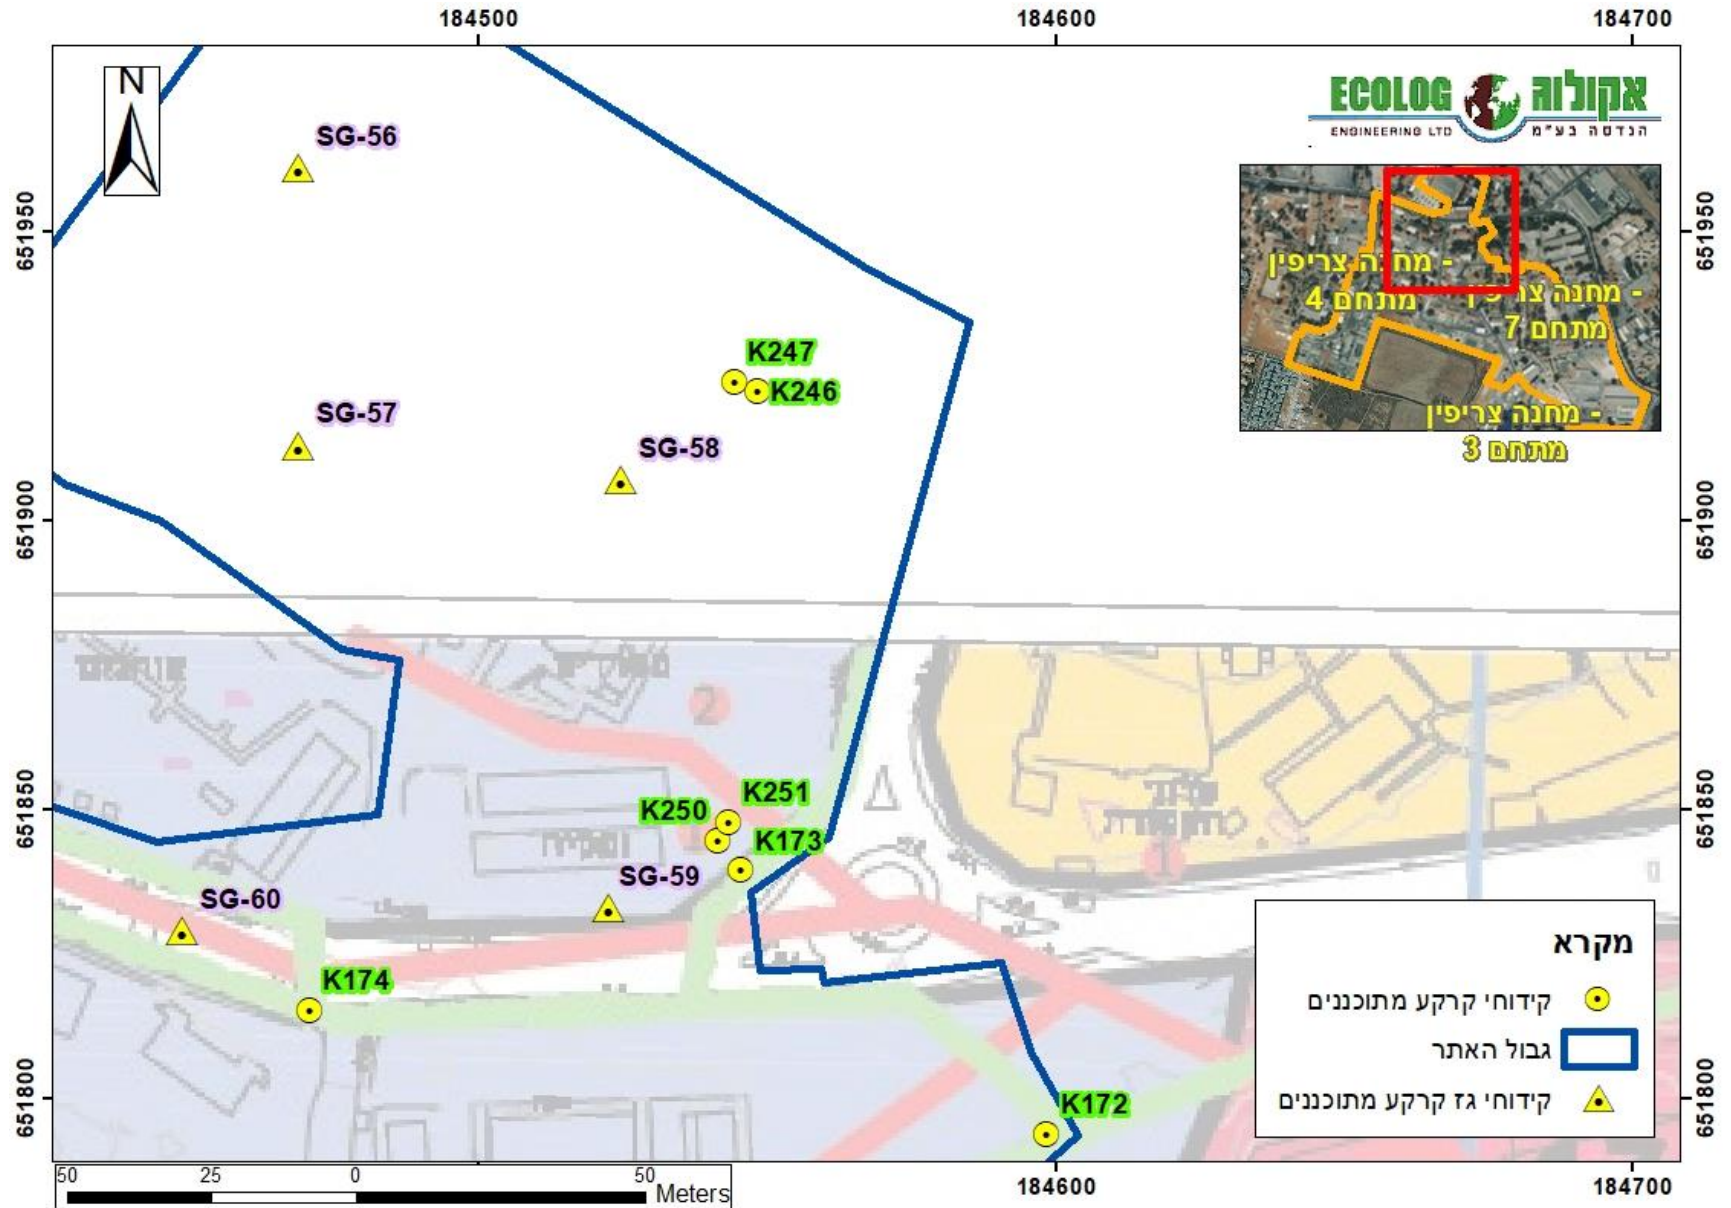 184500
184600
184700
N
ECOLOG אקולוג
ENGINEERING LTD הנדסה בע"מ
SG-56
651950
651950
מחנה צריפין -
מתחם 4
מחנה צריפין -
מתחם 7
מחנה צריפין -
מתחם 3
K247
K246
SG-57
SG-58
651900
651900
2
K251
K250
651850
651850
K173
1
SG-59
SG-60
מקרא
K174
קידוחי קרקע מתוכננים
גבול האתר
קידוחי גז קרקע מתוכננים
K172
651800
651800
50 25 0 50
Meters
184600
184700